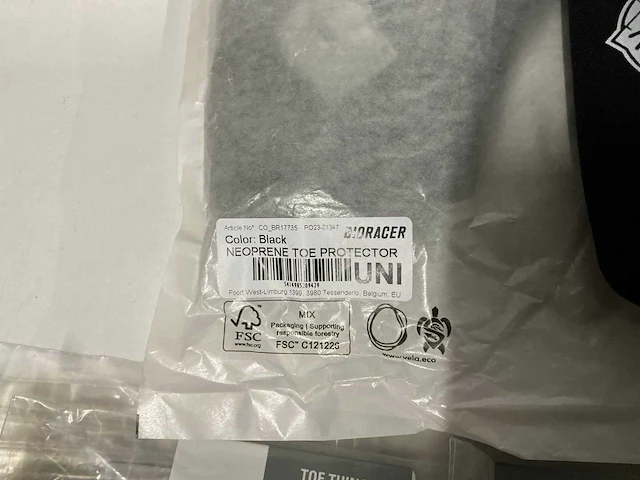 Article No°: CO_BR17735 PO23-01947 BIORACER
Color: Black
NEOPRENE TOE PROTECTOR
UNI
Poort West-Limburg 1399, 3980 Tessenderlo, Belgium, EU
MIX
Packaging | Supporting
responsible forestry
FSC™ C121226
FSC
www.fsc.org
www.vela.eco